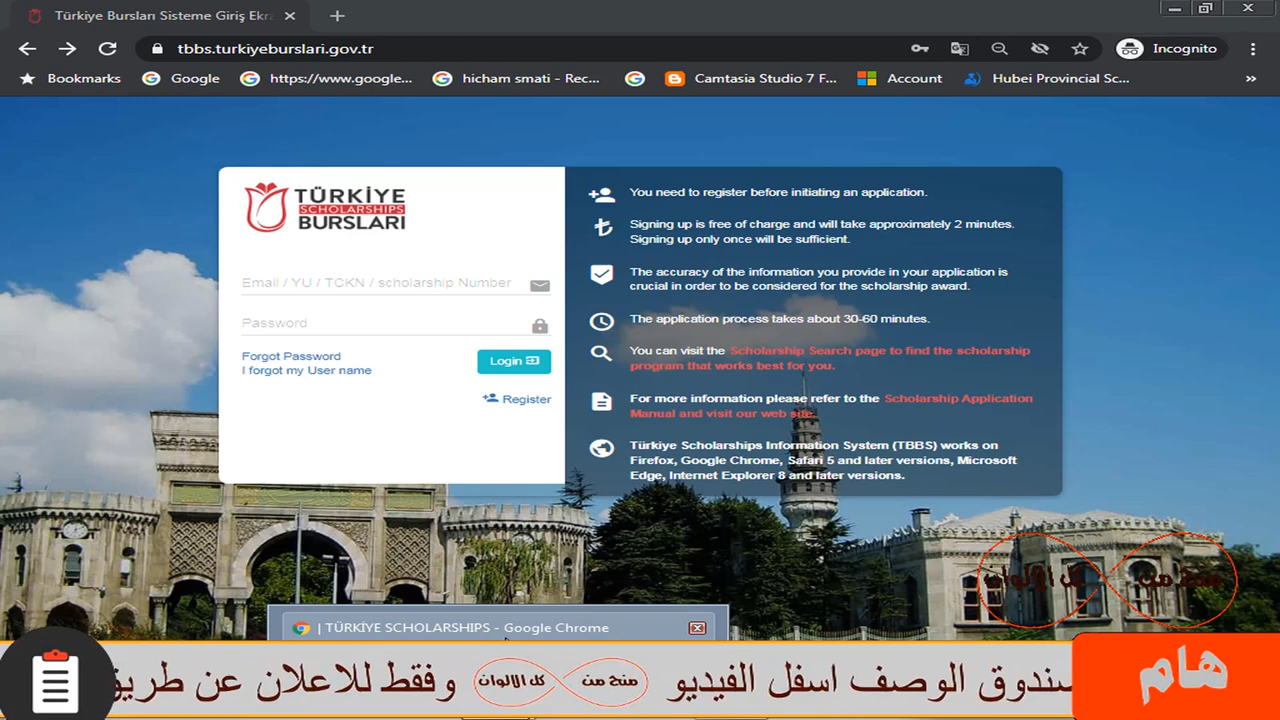 Türkiye Bursları Sisteme Giriş Ekra
tbbs.turkiyeburslari.gov.tr
Incognito
Bookmarks
Google
https://www.google...
hicham smati - Rec...
Camtasia Studio 7 F...
Account
Hubei Provincial Sc...
»
TÜRKİYE
SCHOLARSHIPS
BURSLARI
Email / YU / TCKN / scholarship Number
Password
Forgot Password
I forgot my User name
Login
Register
You need to register before initiating an application.
Signing up is free of charge and will take approximately 2 minutes.
Signing up only once will be sufficient.
The accuracy of the information you provide in your application is
crucial in order to be considered for the scholarship award.
The application process takes about 30-60 minutes.
You can visit the Scholarship Search page to find the scholarship
program that works best for you.
For more information please refer to the Scholarship Application
Manual and visit our web site.
Türkiye Scholarships Information System (TBBS) works on
Firefox, Google Chrome, Safari 5 and later versions, Microsoft
Edge, Internet Explorer 8 and later versions.
منح من كل الالوان
| TÜRKİYE SCHOLARSHIPS - Google Chrome
هام
صندوق الوصف اسفل الفيديو منح من كل الالوان وفقط للاعلان عن طريق